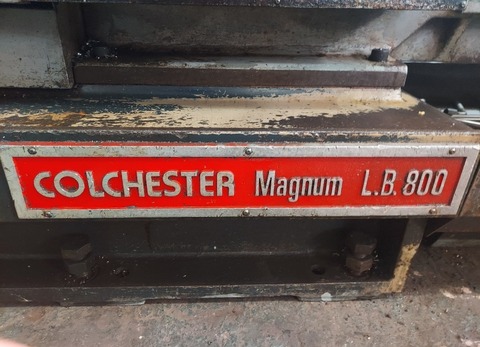 COLCHESTER Magnum L.B. 800